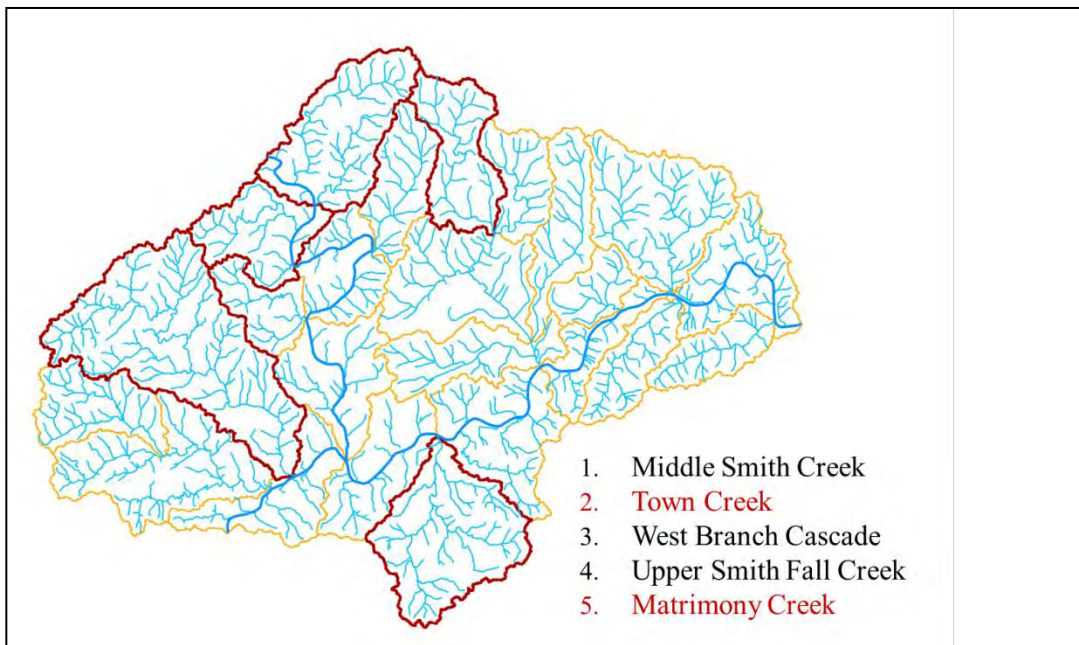 1. Middle Smith Creek
2. Town Creek
3. West Branch Cascade
4. Upper Smith Fall Creek
5. Matrimony Creek